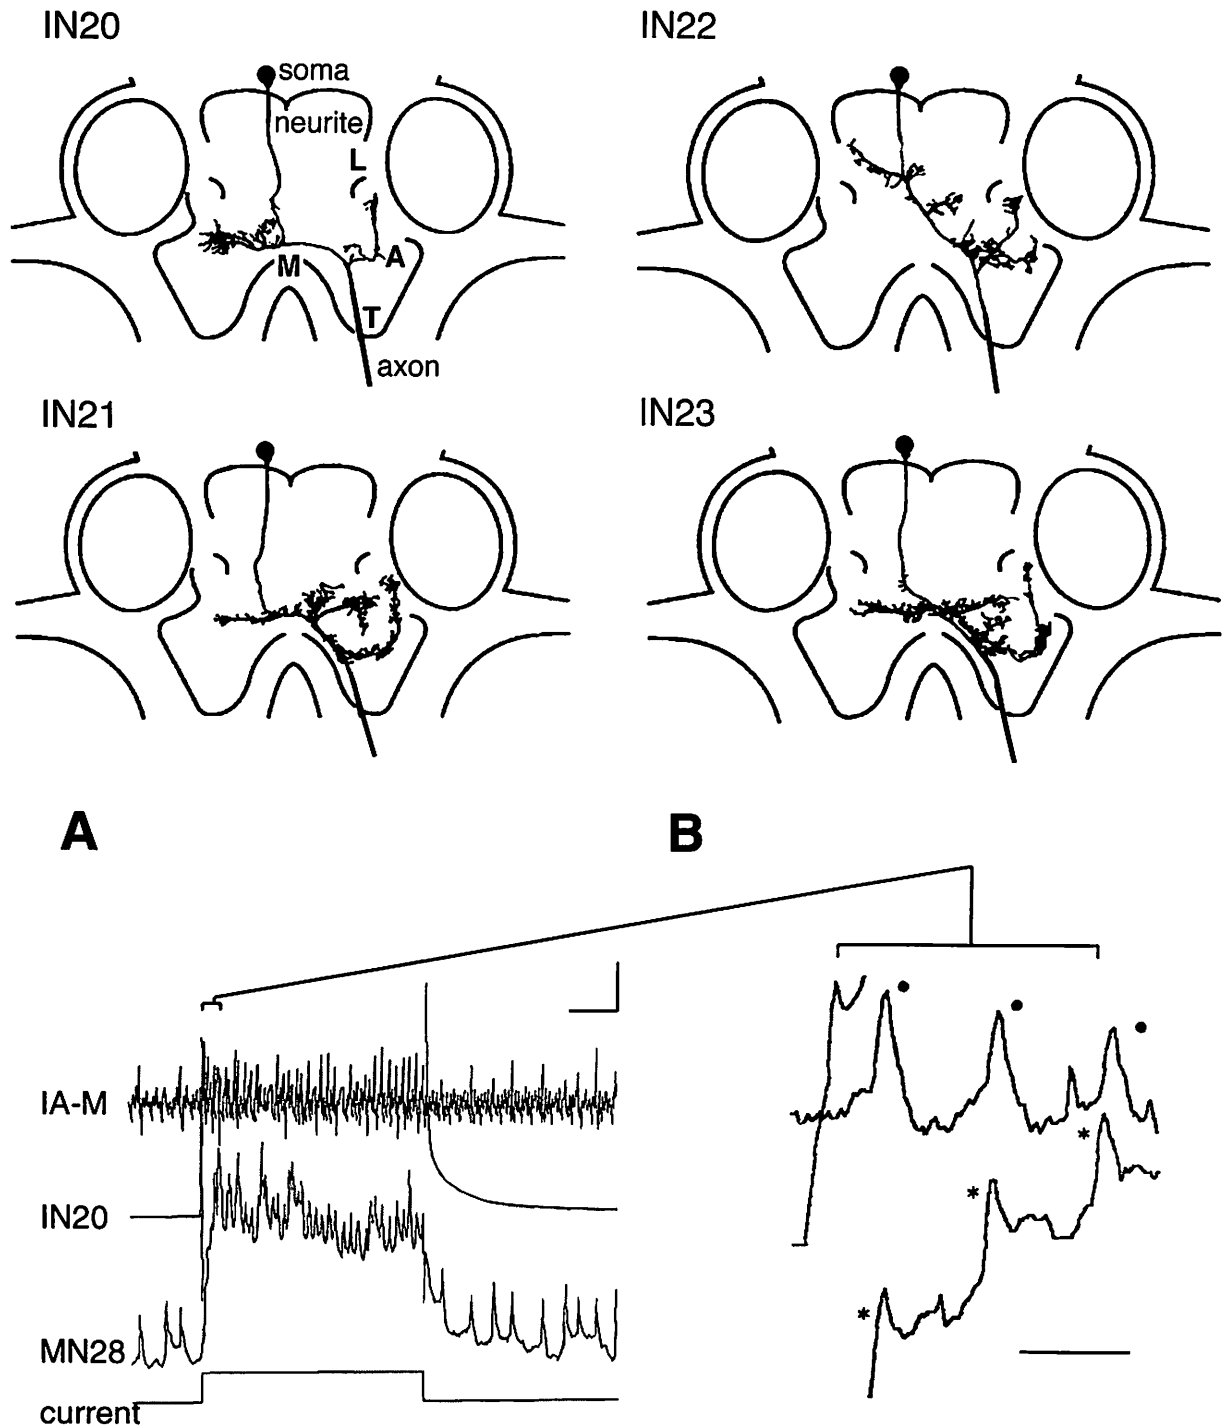 IN20
IN22
soma
neurite
L
A
M
T
axon
IN21
IN23
A
B
IA-M
IN20
*
*
*
MN28
current